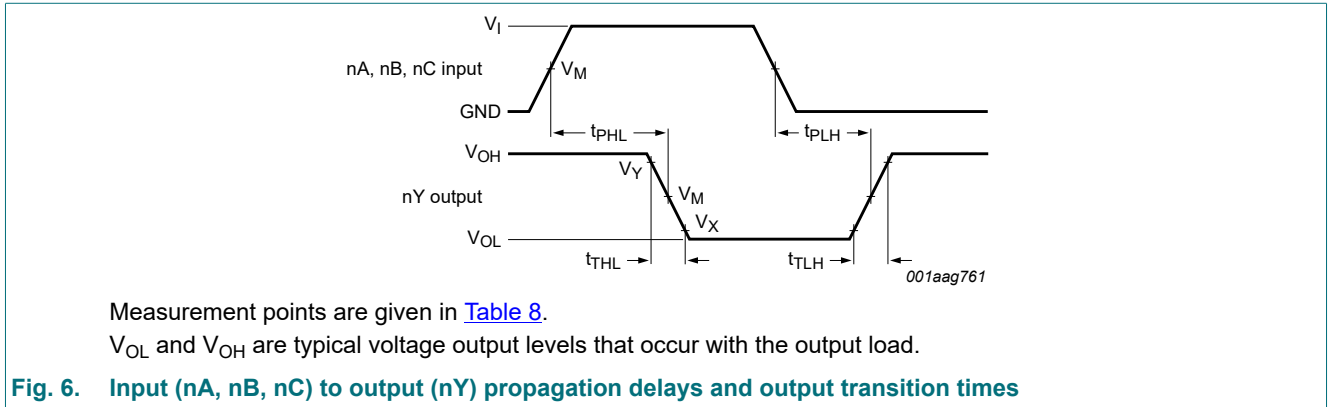 VI
nA, nB, nC input
VM
GND
tPHL
tPLH
VOH
VY
nY output
VM
VX
VOL
tTHL
tTLH
001aag761
Measurement points are given in Table 8.
VOL and VOH are typical voltage output levels that occur with the output load.
Fig. 6. Input (nA, nB, nC) to output (nY) propagation delays and output transition times